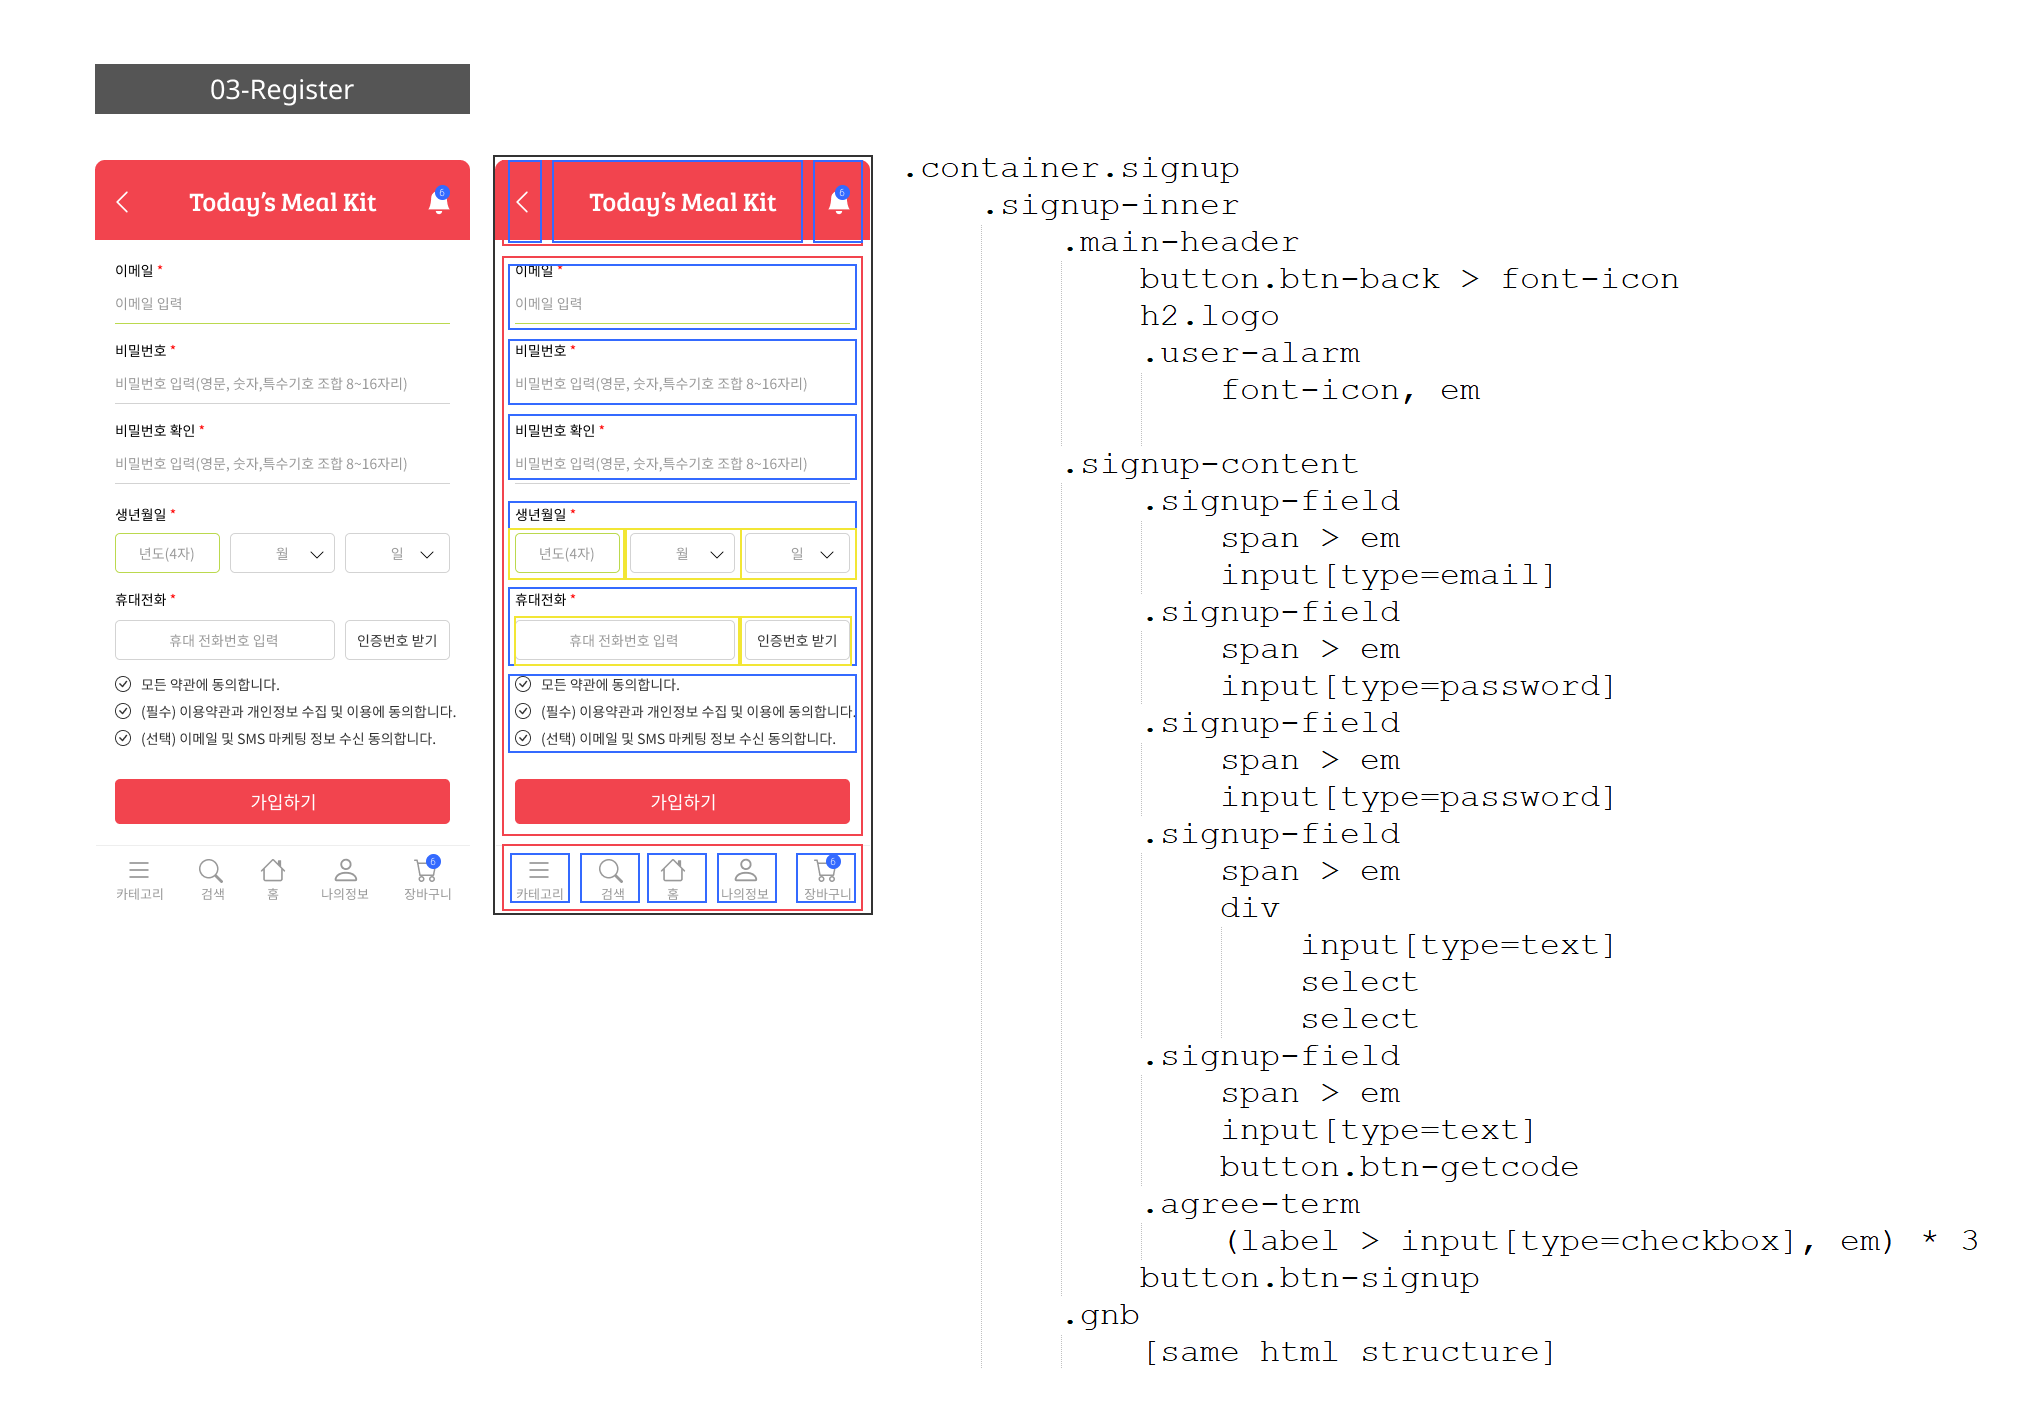 03-Register
Today's Meal Kit
6
이메일 *
이메일 입력
비밀번호 *
비밀번호 입력(영문, 숫자,특수기호 조합 8~16자리)
비밀번호 확인 *
비밀번호 입력(영문, 숫자,특수기호 조합 8~16자리)
생년월일 *
년도(4자) 월 일
휴대전화 *
휴대 전화번호 입력 인증번호 받기
모든 약관에 동의합니다.
(필수) 이용약관과 개인정보 수집 및 이용에 동의합니다.
(선택) 이메일 및 SMS 마케팅 정보 수신 동의합니다.
가입하기
6
카테고리 검색 홈 나의정보 장바구니
Today's Meal Kit
6
이메일 *
이메일 입력
비밀번호 *
비밀번호 입력(영문, 숫자,특수기호 조합 8~16자리)
비밀번호 확인 *
비밀번호 입력(영문, 숫자,특수기호 조합 8~16자리)
생년월일 *
년도(4자) 월 일
휴대전화 *
휴대 전화번호 입력 인증번호 받기
모든 약관에 동의합니다.
(필수) 이용약관과 개인정보 수집 및 이용에 동의합니다.
(선택) 이메일 및 SMS 마케팅 정보 수신 동의합니다.
가입하기
6
카테고리 검색 홈 나의정보 장바구니
.container.signup
.signup-inner
.main-header
button.btn-back > font-icon
h2.logo
.user-alarm
font-icon, em
.signup-content
.signup-field
span > em
input[type=email]
.signup-field
span > em
input[type=password]
.signup-field
span > em
input[type=password]
.signup-field
span > em
div
input[type=text]
select
select
.signup-field
span > em
input[type=text]
button.btn-getcode
.agree-term
(label > input[type=checkbox], em) * 3
button.btn-signup
.gnb
[same html structure]